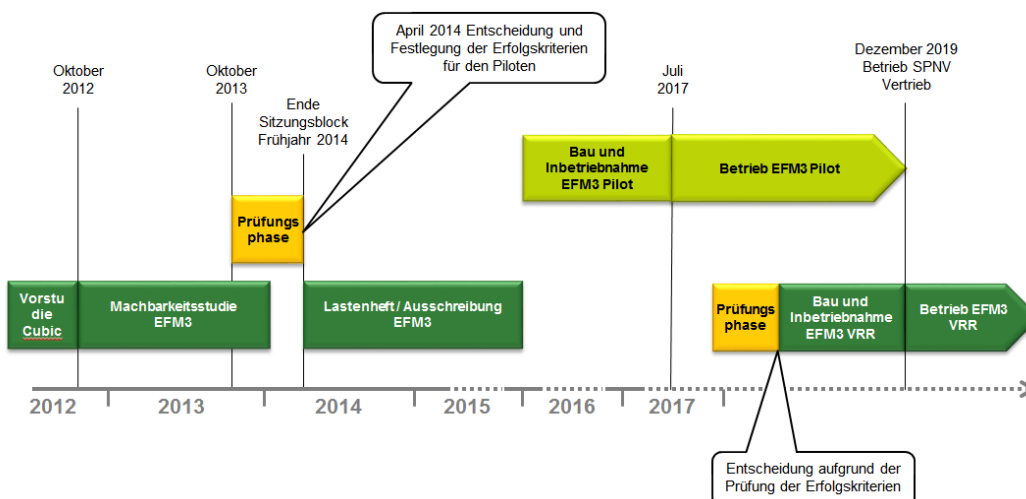 April 2014 Entscheidung und
Festlegung der Erfolgskriterien
für den Piloten
Oktober
2012
Oktober
2013
Ende
Sitzungsblock
Frühjahr 2014
Juli
2017
Dezember 2019
Betrieb SPNV
Vertrieb
Bau und
Inbetriebnahme
EFM3 Pilot
Betrieb EFM3 Pilot
Prüfungs
phase
Vorstu
die
Cubic
Machbarkeitsstudie
EFM3
Lastenheft / Ausschreibung
EFM3
Prüfungs
phase
Bau und
Inbetriebnahme
EFM3 VRR
Betrieb EFM3
VRR
2012
2013
2014
2015
2016
2017
Entscheidung aufgrund der
Prüfung der Erfolgskriterien